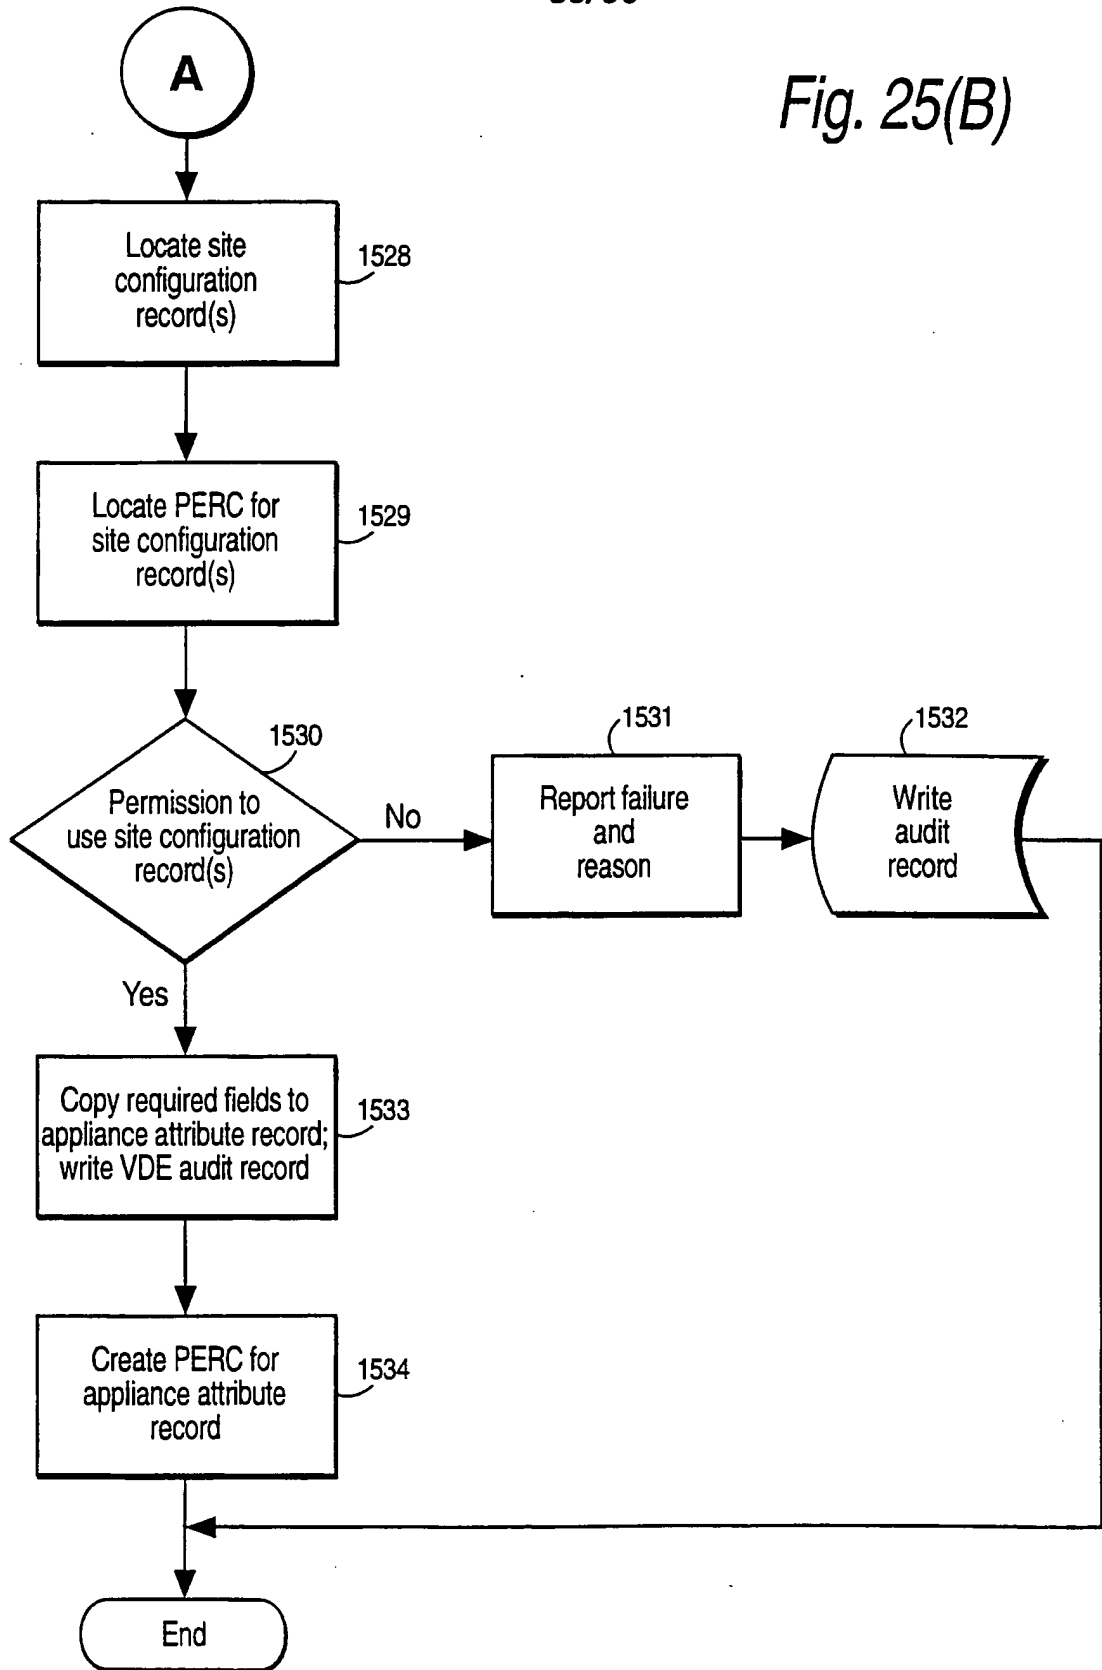 A
Fig. 25(B)
Locate site
configuration
record(s)
1528
Locate PERC for
site configuration
record(s)
1529
1530
Permission to
use site configuration
record(s)
No
1531
Report failure
and
reason
1532
Write
audit
record
Yes
Copy required fields to
appliance attribute record;
write VDE audit record
1533
Create PERC for
appliance attribute
record
1534
End